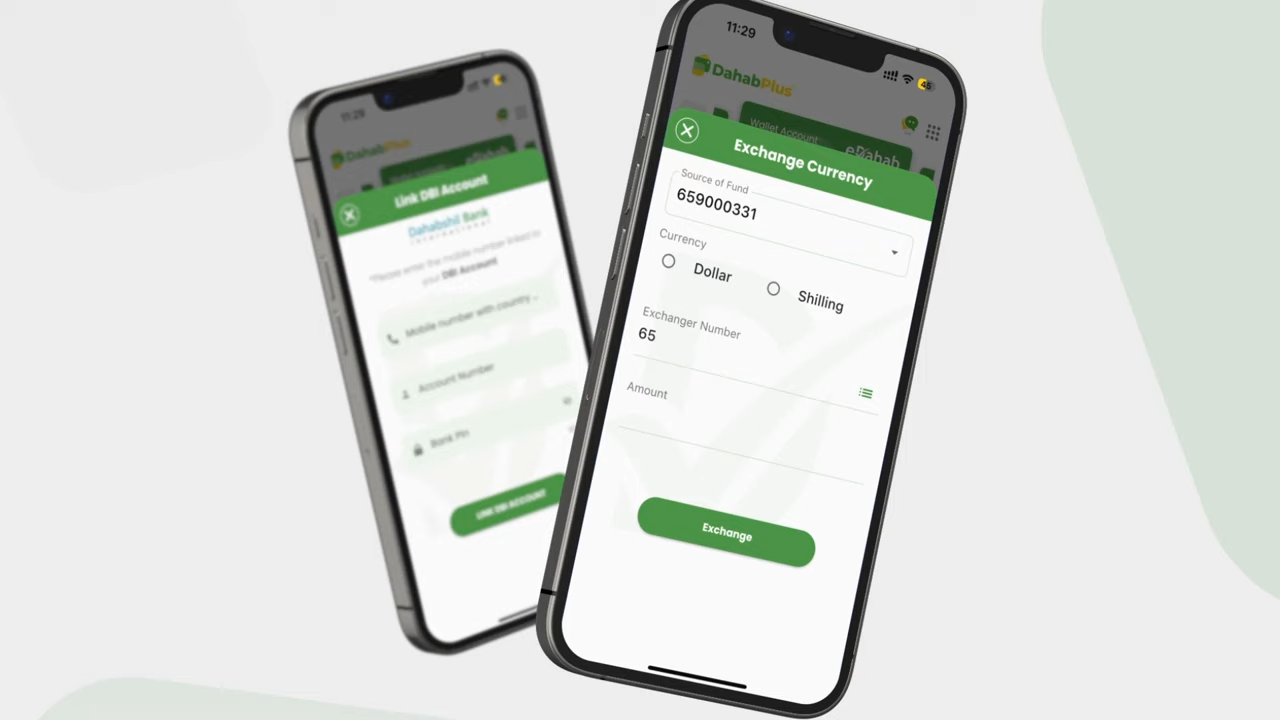 11:29
DahabPlus
Link DBI Account
Dahabshil Bank
International
*Please enter the mobile number linked to
your DBI Account
Mobile number with country ..
Account Number
Bank Pin
LINK DBI ACCOUNT
11:29
45
DahabPlus
Wallet Account
eDahab
Exchange Currency
Source of Fund
659000331
Currency
Dollar
Shilling
Exchanger Number
65
Amount
Exchange